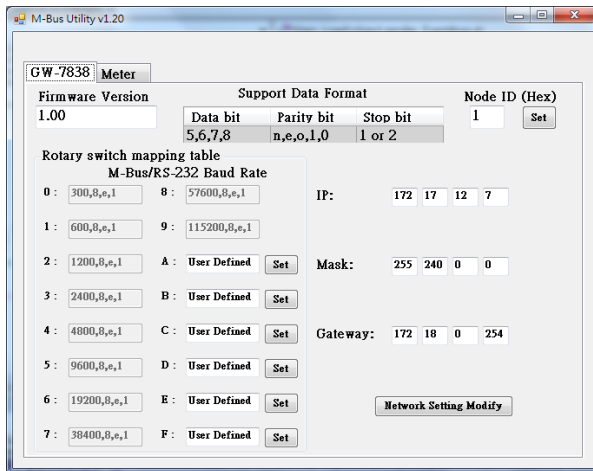 M-Bus Utility v1.20
GW-7838 Meter
Firmware Version
1.00
Support Data Format
Data bit Parity bit Stop bit
5,6,7,8 n,e,o,1,0 1 or 2
Node ID (Hex)
1 Set
Rotary switch mapping table
M-Bus/RS-232 Baud Rate
0 : 300,8,e,1 8 : 57600,8,e,1
1 : 600,8,e,1 9 : 115200,8,e,1
2 : 1200,8,e,1 A : User Defined Set
3 : 2400,8,e,1 B : User Defined Set
4 : 4800,8,e,1 C : User Defined Set
5 : 9600,8,e,1 D : User Defined Set
6 : 19200,8,e,1 E : User Defined Set
7 : 38400,8,e,1 F : User Defined Set
IP: 172 17 12 7
Mask: 255 240 0 0
Gateway: 172 18 0 254
Network Setting Modify